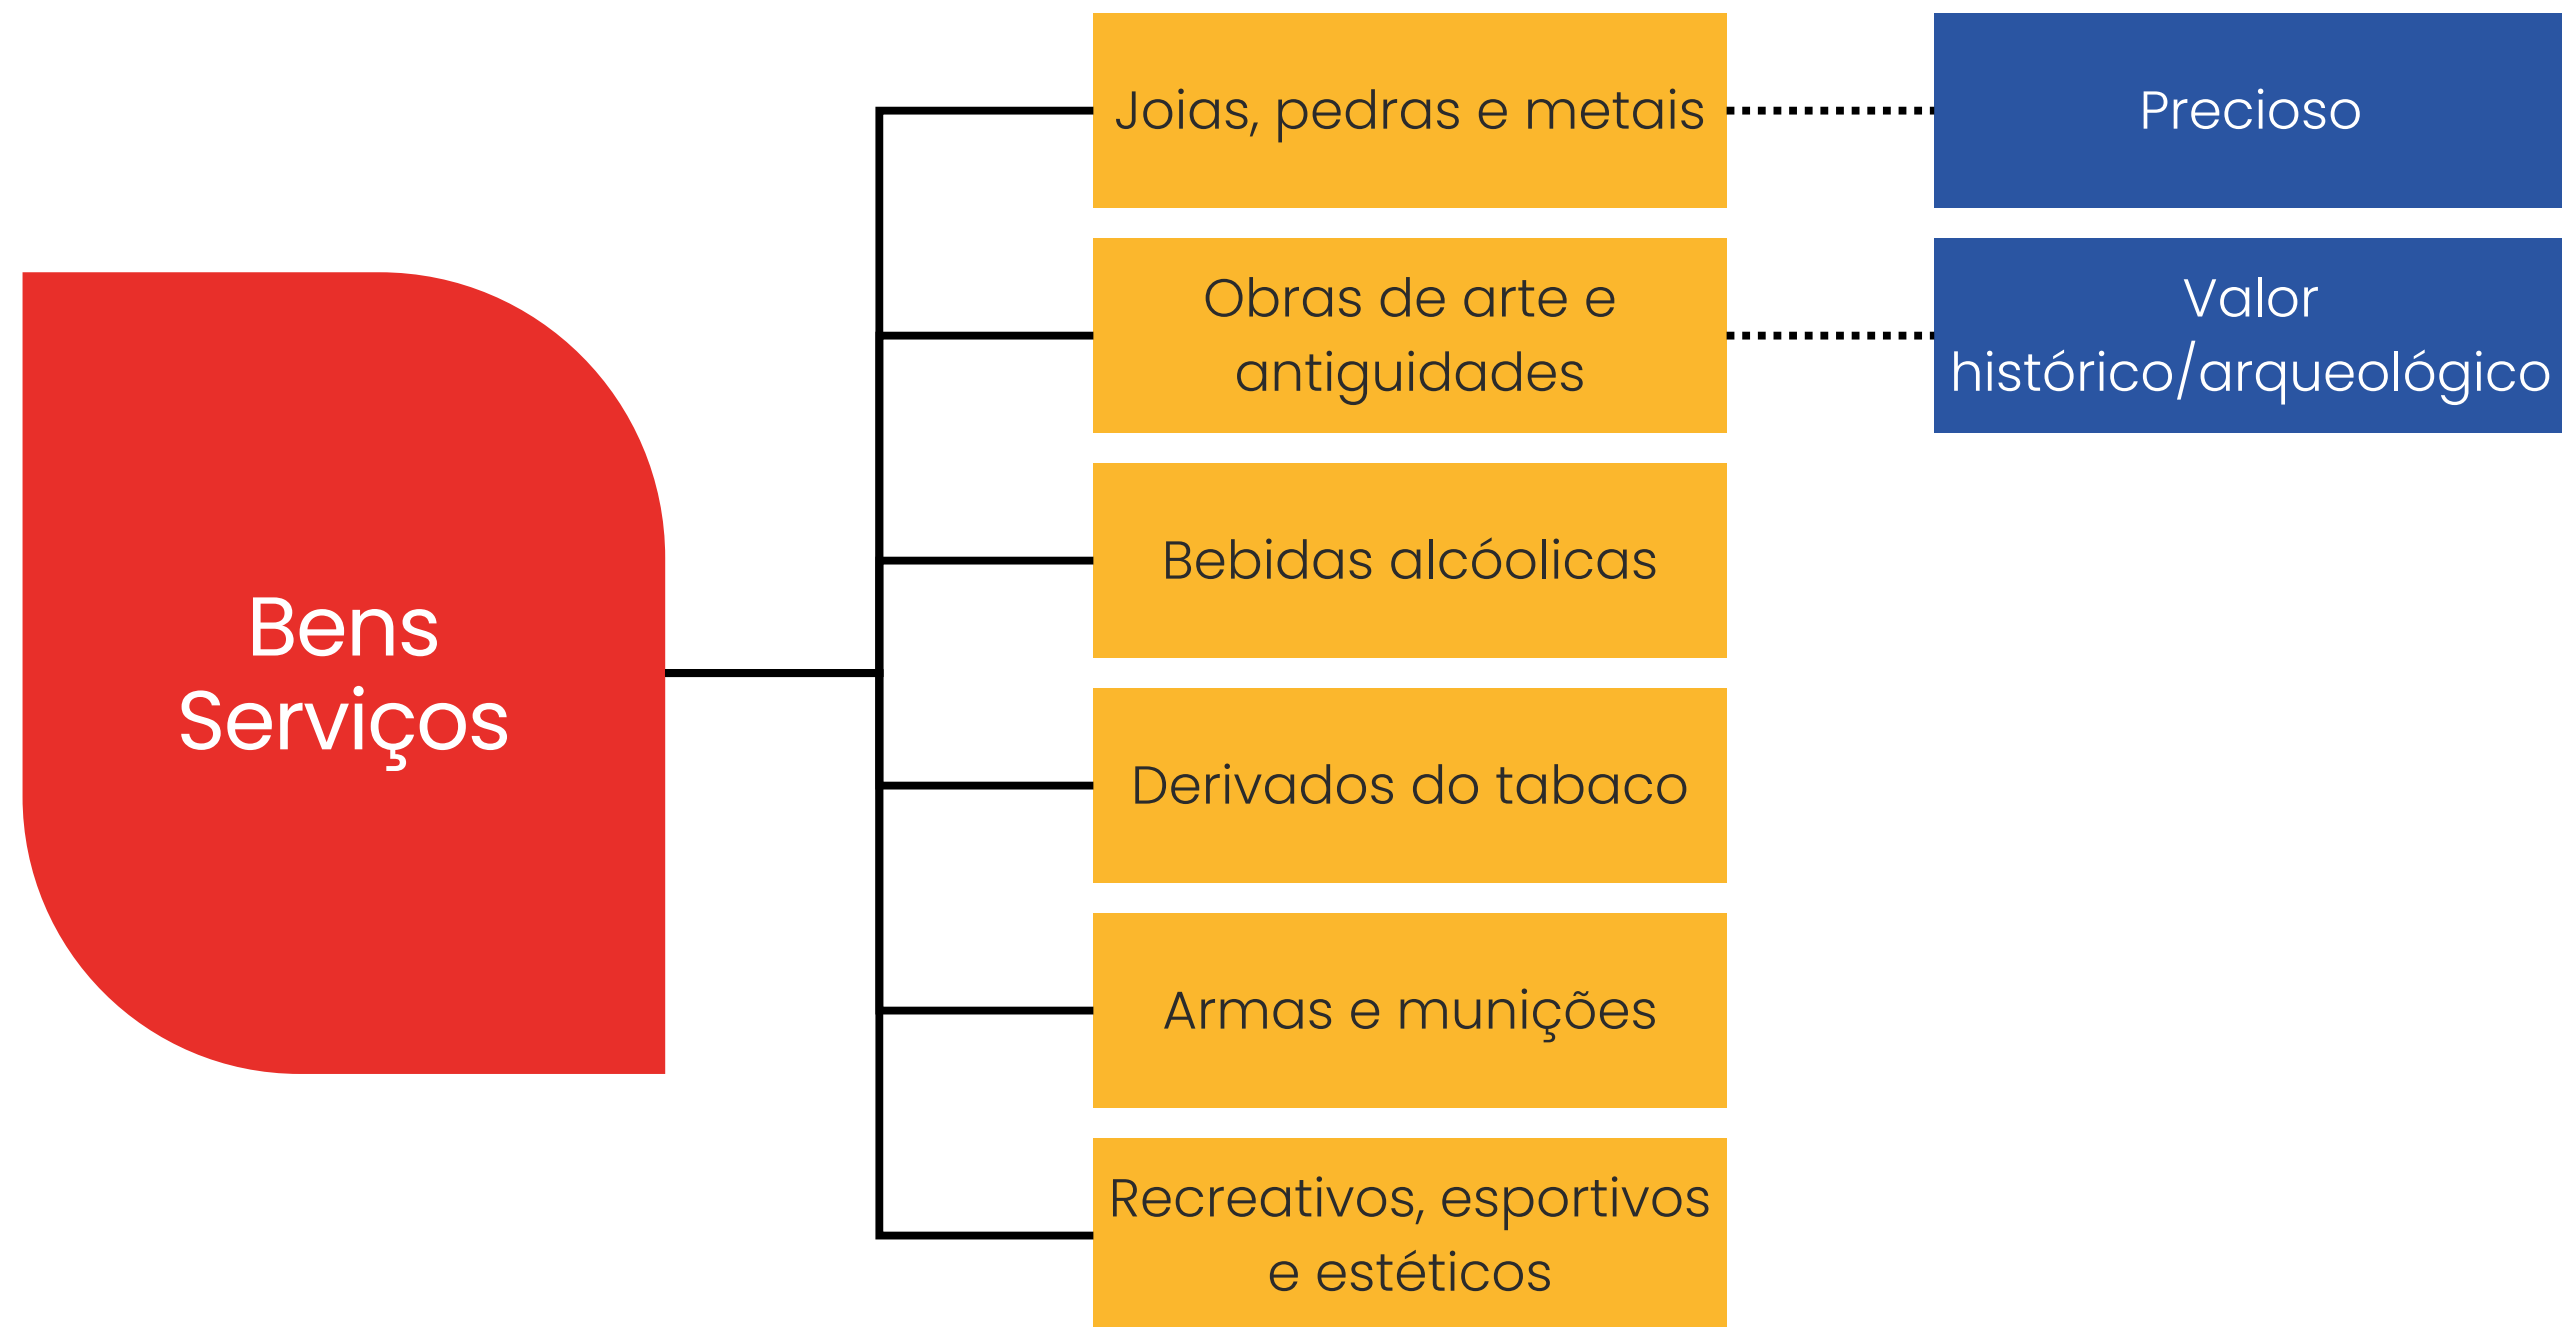 Bens
Serviços
Joias, pedras e metais
Precioso
Obras de arte e
antiguidades
Valor
histórico/arqueológico
Bebidas alcóolicas
Derivados do tabaco
Armas e munições
Recreativos, esportivos
e estéticos